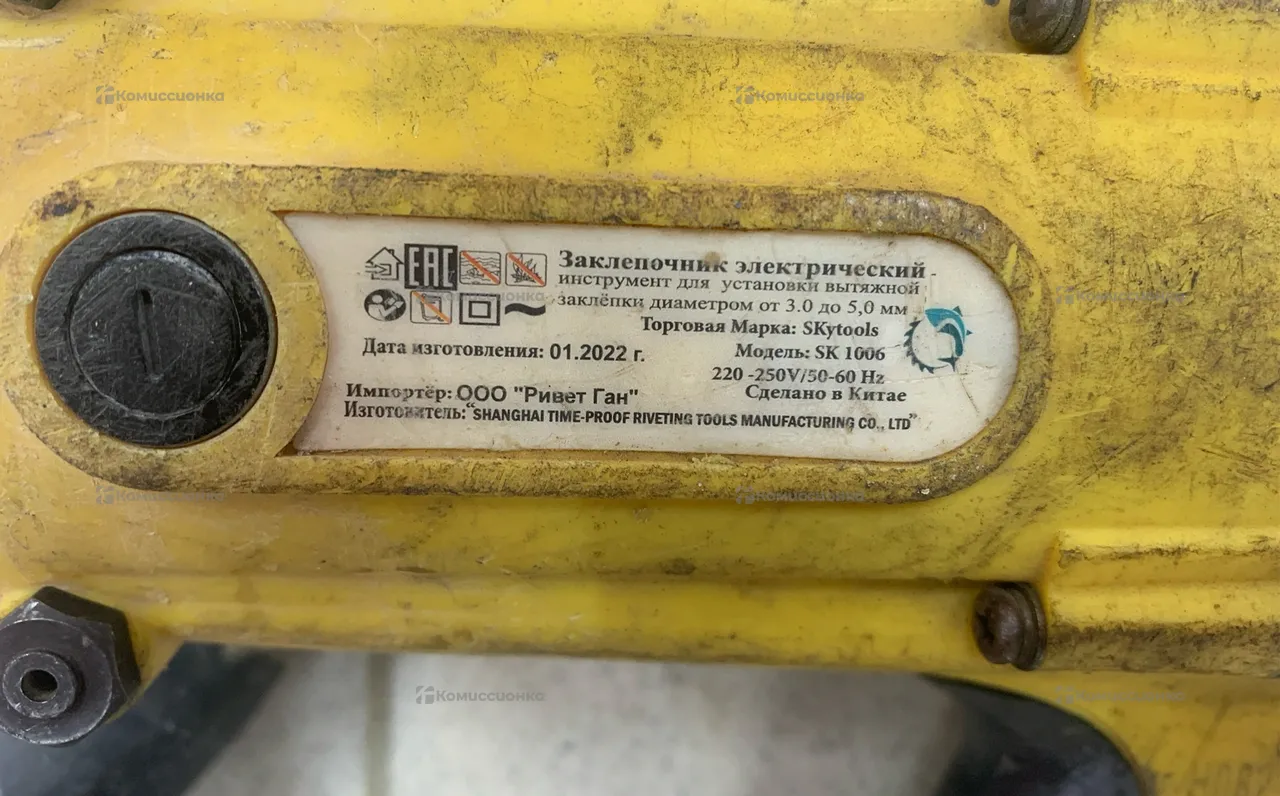 Комиссионка
Комиссионка
EAC
Заклепочник электрический -
инструмент для установки вытяжной
заклёпки диаметром от 3.0 до 5,0 мм
Торговая Марка: SKytools
Дата изготовления: 01.2022 г.
Модель: SK 1006
220 -250V/50-60 Hz
Сделано в Китае
Импортёр: ООО "Ривет Ган"
Изготовитель: "SHANGHAI TIME-PROOF RIVETING TOOLS MANUFACTURING CO., LTD"
Комиссионка
Комиссионка
Комиссионка
Комиссионка